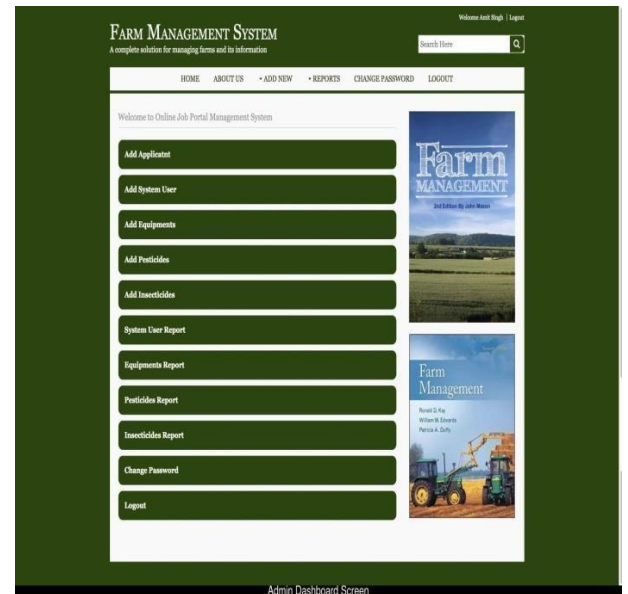 Welcome Amit Singh | Logout
FARM MANAGEMENT SYSTEM
A complete solution for managing farms and its information
Search Here
HOME ABOUT US ADD NEW REPORTS CHANGE PASSWORD LOGOUT
Welcome to Online Job Portal Management System
Add Applicatnt
Add System User
Add Equipments
Add Pesticides
Add Insecticides
System User Report
Equipments Report
Pesticides Report
Insecticides Report
Change Password
Logout
Farm
MANAGEMENT
2nd Edition By John Mason
Farm
Management
Ronald D. Kay
William M. Edwards
Patricia A. Duffy
Admin Dashboard Screen